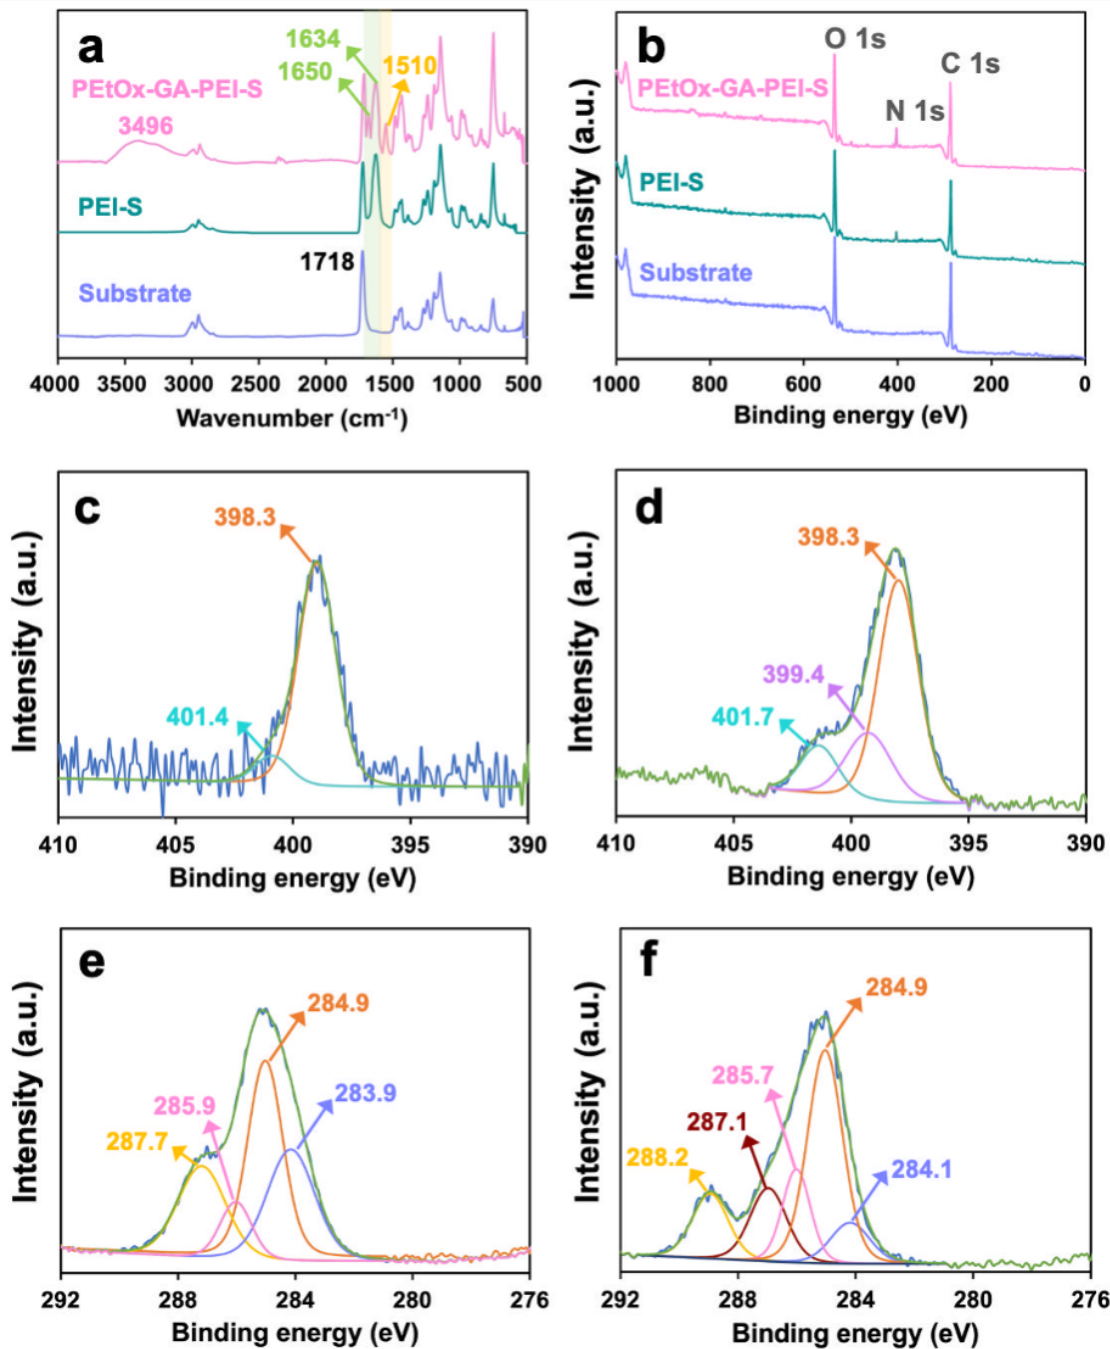 a
1634
1650
1510
PEtOx-GA-PEI-S
3496
PEI-S
1718
Substrate
4000 3500 3000 2500 2000 1500 1000 500
Wavenumber (cm-1)
b
O 1s
C 1s
N 1s
PEtOx-GA-PEI-S
PEI-S
Substrate
Intensity (a.u.)
1000 800 600 400 200 0
Binding energy (eV)
c
398.3
401.4
Intensity (a.u.)
410 405 400 395 390
Binding energy (eV)
d
398.3
399.4
401.7
Intensity (a.u.)
410 405 400 395 390
Binding energy (eV)
e
284.9
283.9
285.9
287.7
Intensity (a.u.)
292 288 284 280 276
Binding energy (eV)
f
284.9
285.7
287.1
288.2
284.1
Intensity (a.u.)
292 288 284 280 276
Binding energy (eV)